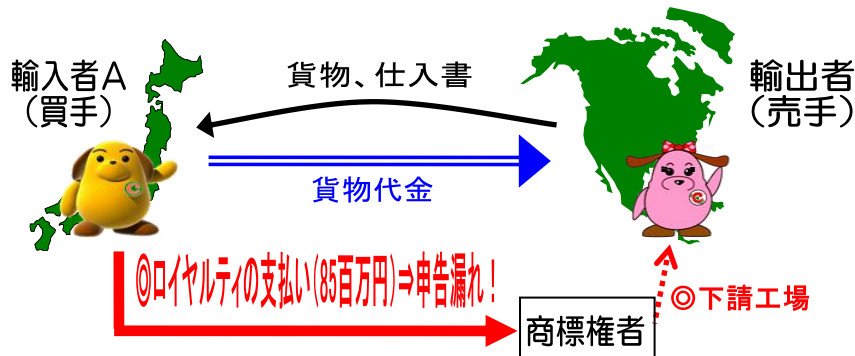 輸入者A
(買手)
貨物、仕入書
輸出者
(売手)
貨物代金
◎ロイヤルティの支払い(85百万円)⇒申告漏れ！
◎下請工場
商標権者